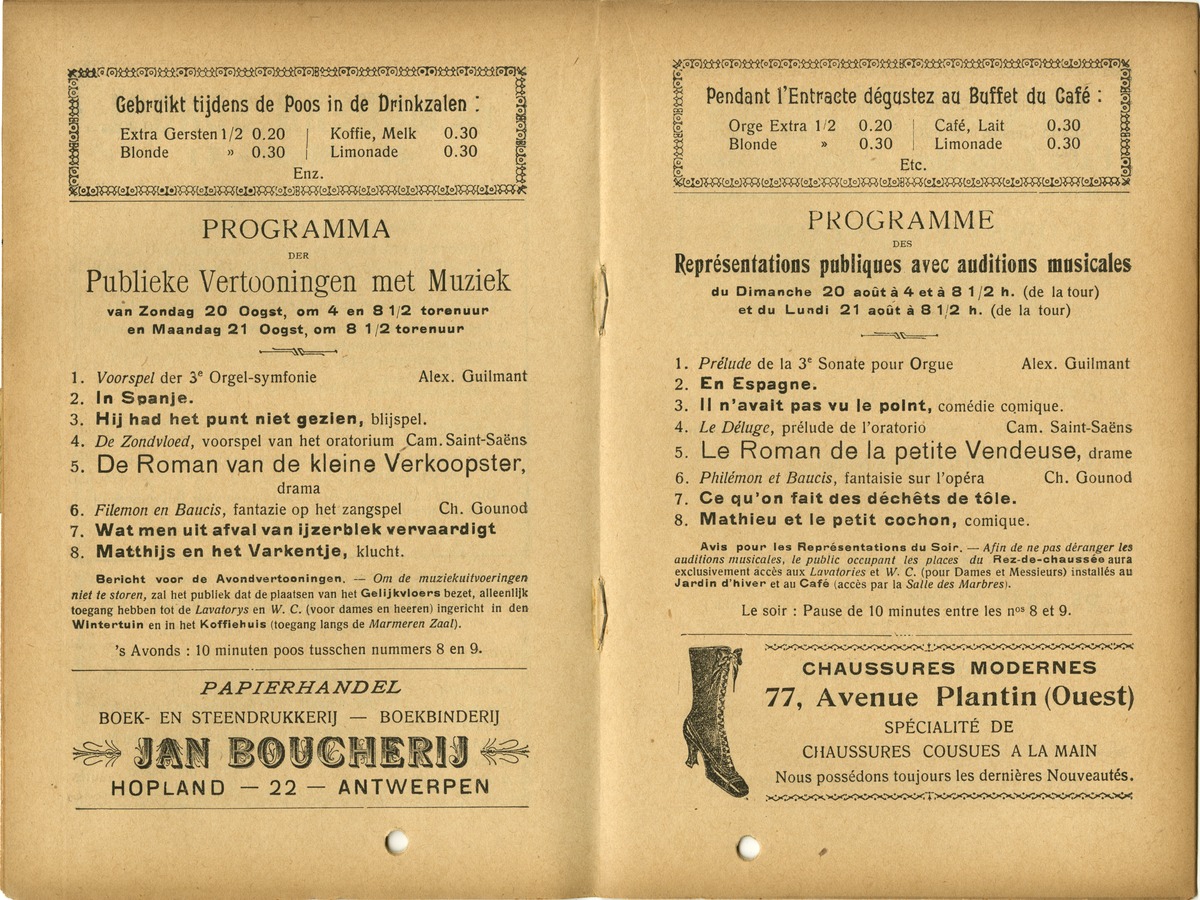 Gebruikt tijdens de Poos in de Drinkzalen :
Extra Gersten 1/2 0.20 | Koffie, Melk 0.30
Blonde » 0.30 | Limonade 0.30
Enz.
PROGRAMMA
DER
Publieke Vertooningen met Muziek
van Zondag 20 Oogst, om 4 en 8 1/2 torenuur
en Maandag 21 Oogst, om 8 1/2 torenuur
1. Voorspel der 3e Orgel-symfonie Alex. Guilmant
2. In Spanje.
3. Hij had het punt niet gezien, blijspel.
4. De Zondvloed, voorspel van het oratorium Cam. Saint-Saëns
5. De Roman van de kleine Verkoopster,
drama
6. Filemon en Baucis, fantazie op het zangspel Ch. Gounod
7. Wat men uit afval van ijzerblek vervaardigt
8. Matthijs en het Varkentje, klucht.
Bericht voor de Avondvertooningen. — Om de muziekuitvoeringen
niet te storen, zal het publiek dat de plaatsen van het Gelijkvloers bezet, alleenlijk
toegang hebben tot de Lavatorys en W. C. (voor dames en heeren) ingericht in den
Wintertuin en in het Koffiehuis (toegang langs de Marmeren Zaal).
's Avonds : 10 minuten poos tusschen nummers 8 en 9.
PAPIERHANDEL
BOEK- EN STEENDRUKKERIJ — BOEKBINDERIJ
JAN BOUCHERIJ
HOPLAND — 22 — ANTWERPEN
Pendant l'Entracte dégustez au Buffet du Café :
Orge Extra 1/2 0.20 | Café, Lait 0.30
Blonde » 0.30 | Limonade 0.30
Etc.
PROGRAMME
DES
Représentations publiques avec auditions musicales
du Dimanche 20 août à 4 et à 8 1/2 h. (de la tour)
et du Lundi 21 août à 8 1/2 h. (de la tour)
1. Prélude de la 3e Sonate pour Orgue Alex. Guilmant
2. En Espagne.
3. Il n'avait pas vu le point, comédie comique.
4. Le Déluge, prélude de l'oratorio Cam. Saint-Saëns
5. Le Roman de la petite Vendeuse, drame
6. Philémon et Baucis, fantaisie sur l'opéra Ch. Gounod
7. Ce qu'on fait des déchêts de tôle.
8. Mathieu et le petit cochon, comique.
Avis pour les Représentations du Soir. — Afin de ne pas déranger les
auditions musicales, le public occupant les places du Rez-de-chaussée aura
exclusivement accès aux Lavatories et W. C. (pour Dames et Messieurs) installés au
Jardin d'hiver et au Café (accès par la Salle des Marbres).
Le soir : Pause de 10 minutes entre les nos 8 et 9.
CHAUSSURES MODERNES
77, Avenue Plantin (Ouest)
SPÉCIALITÉ DE
CHAUSSURES COUSUES A LA MAIN
Nous possédons toujours les dernières Nouveautés.